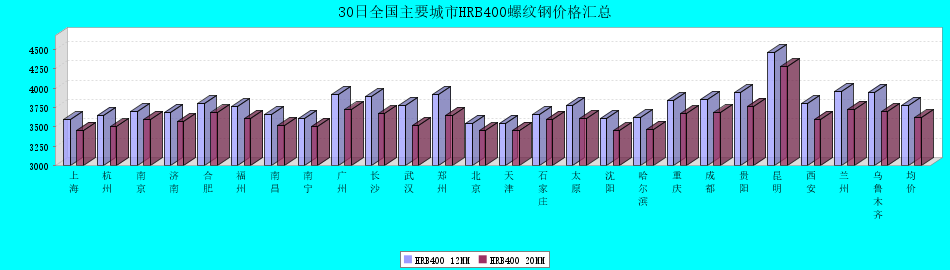 30日全国主要城市HRB400螺纹钢价格汇总
4500
4250
4000
3750
3500
3250
3000
上海 杭州 南京 济南 合肥 福州 南昌 南宁 广州 长沙 武汉 郑州 北京 天津 石家庄 太原 沈阳 哈尔滨 重庆 成都 贵阳 昆明 西安 兰州 乌鲁木齐 均价
HRB400 12MM HRB400 20MM